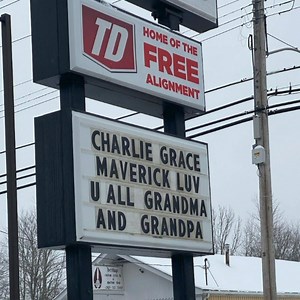 TD
HOME OF THE
FREE
ALIGNMENT
CHARLIE GRACE
MAVERICK LUV
U ALL GRANDMA
AND GRANDPA